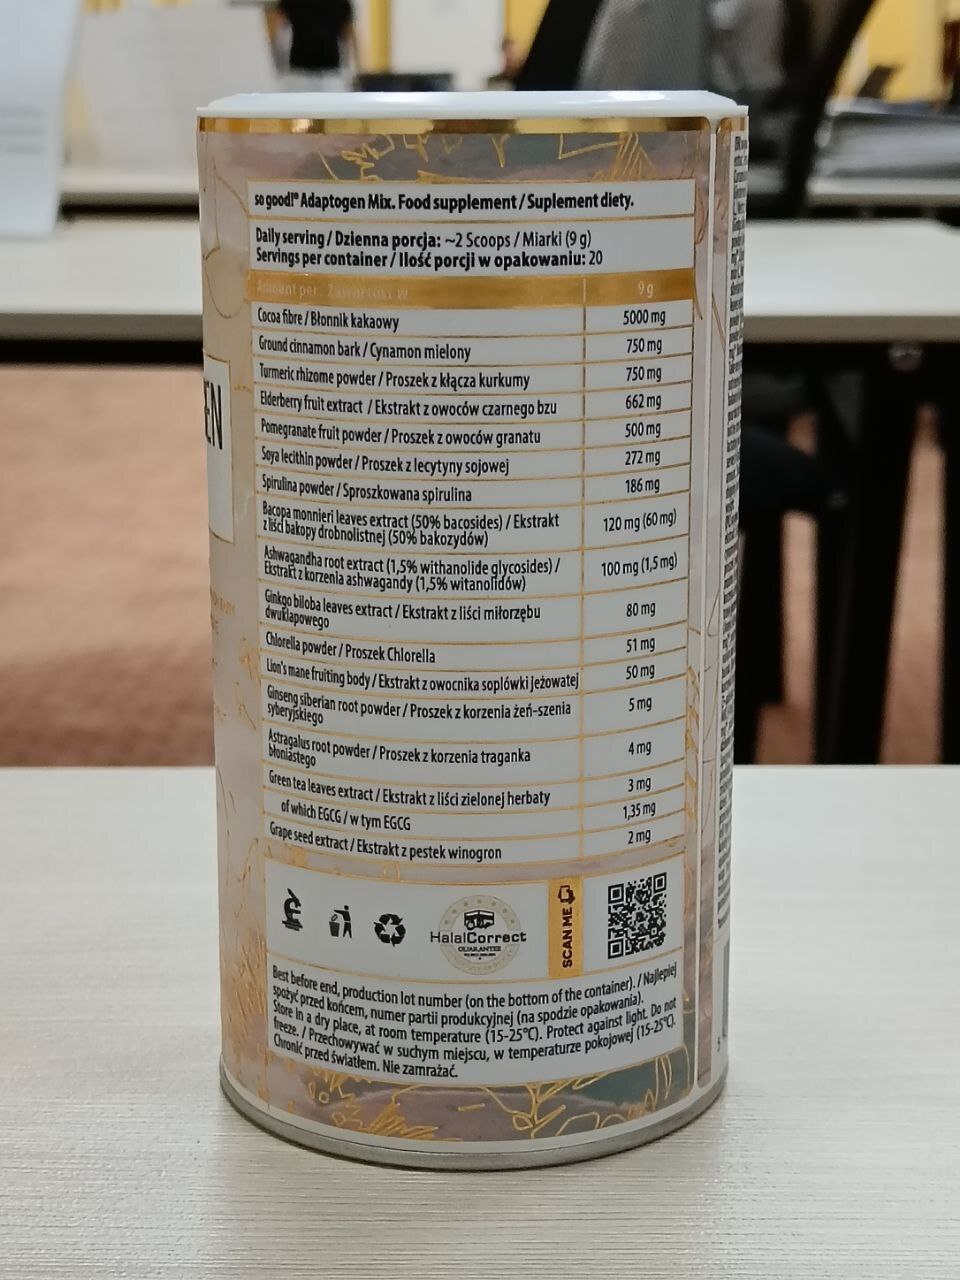 so good!® Adaptogen Mix. Food supplement / Suplement diety.
Daily serving / Dzienna porcja: ~2 Scoops / Miarki (9 g)
Servings per container / Ilość porcji w opakowaniu: 20
Amount per / Zawartość w 9 g
Cocoa fibre / Błonnik kakaowy 5000 mg
Ground cinnamon bark / Cynamon mielony 750 mg
Turmeric rhizome powder / Proszek z kłącza kurkumy 750 mg
Elderberry fruit extract / Ekstrakt z owoców czarnego bzu 662 mg
Pomegranate fruit powder / Proszek z owoców granatu 500 mg
Soya lecithin powder / Proszek z lecytyny sojowej 272 mg
Spirulina powder / Sproszkowana spirulina 186 mg
Bacopa monnieri leaves extract (50% bacosides) / Ekstrakt
z liści bakopy drobnolistnej (50% bakozydów) 120 mg (60 mg)
Ashwagandha root extract (1,5% withanolide glycosides) /
Ekstrakt z korzenia ashwagandy (1,5% witanolidów) 100 mg (1,5 mg)
Ginkgo biloba leaves extract / Ekstrakt z liści miłorzębu
dwuklapowego 80 mg
Chlorella powder / Proszek Chlorella 51 mg
Lion's mane fruiting body / Ekstrakt z owocnika soplówki jeżowatej 50 mg
Ginseng siberian root powder / Proszek z korzenia żeń-szenia
syberyjskiego 5 mg
Astragalus root powder / Proszek z korzenia traganka
błoniastego 4 mg
Green tea leaves extract / Ekstrakt z liści zielonej herbaty 3 mg
of which EGCG / w tym EGCG 1,35 mg
Grape seed extract / Ekstrakt z pestek winogron 2 mg
HalalCorrect
GUARANTEE
SCAN ME
Best before end, production lot number (on the bottom of the container). / Najlepiej
spożyć przed końcem, numer partii produkcyjnej (na spodzie opakowania).
Store in a dry place, at room temperature (15-25°C). Protect against light. Do not
freeze. / Przechowywać w suchym miejscu, w temperaturze pokojowej (15-25°C).
Chronić przed światłem. Nie zamrażać.
EN
5